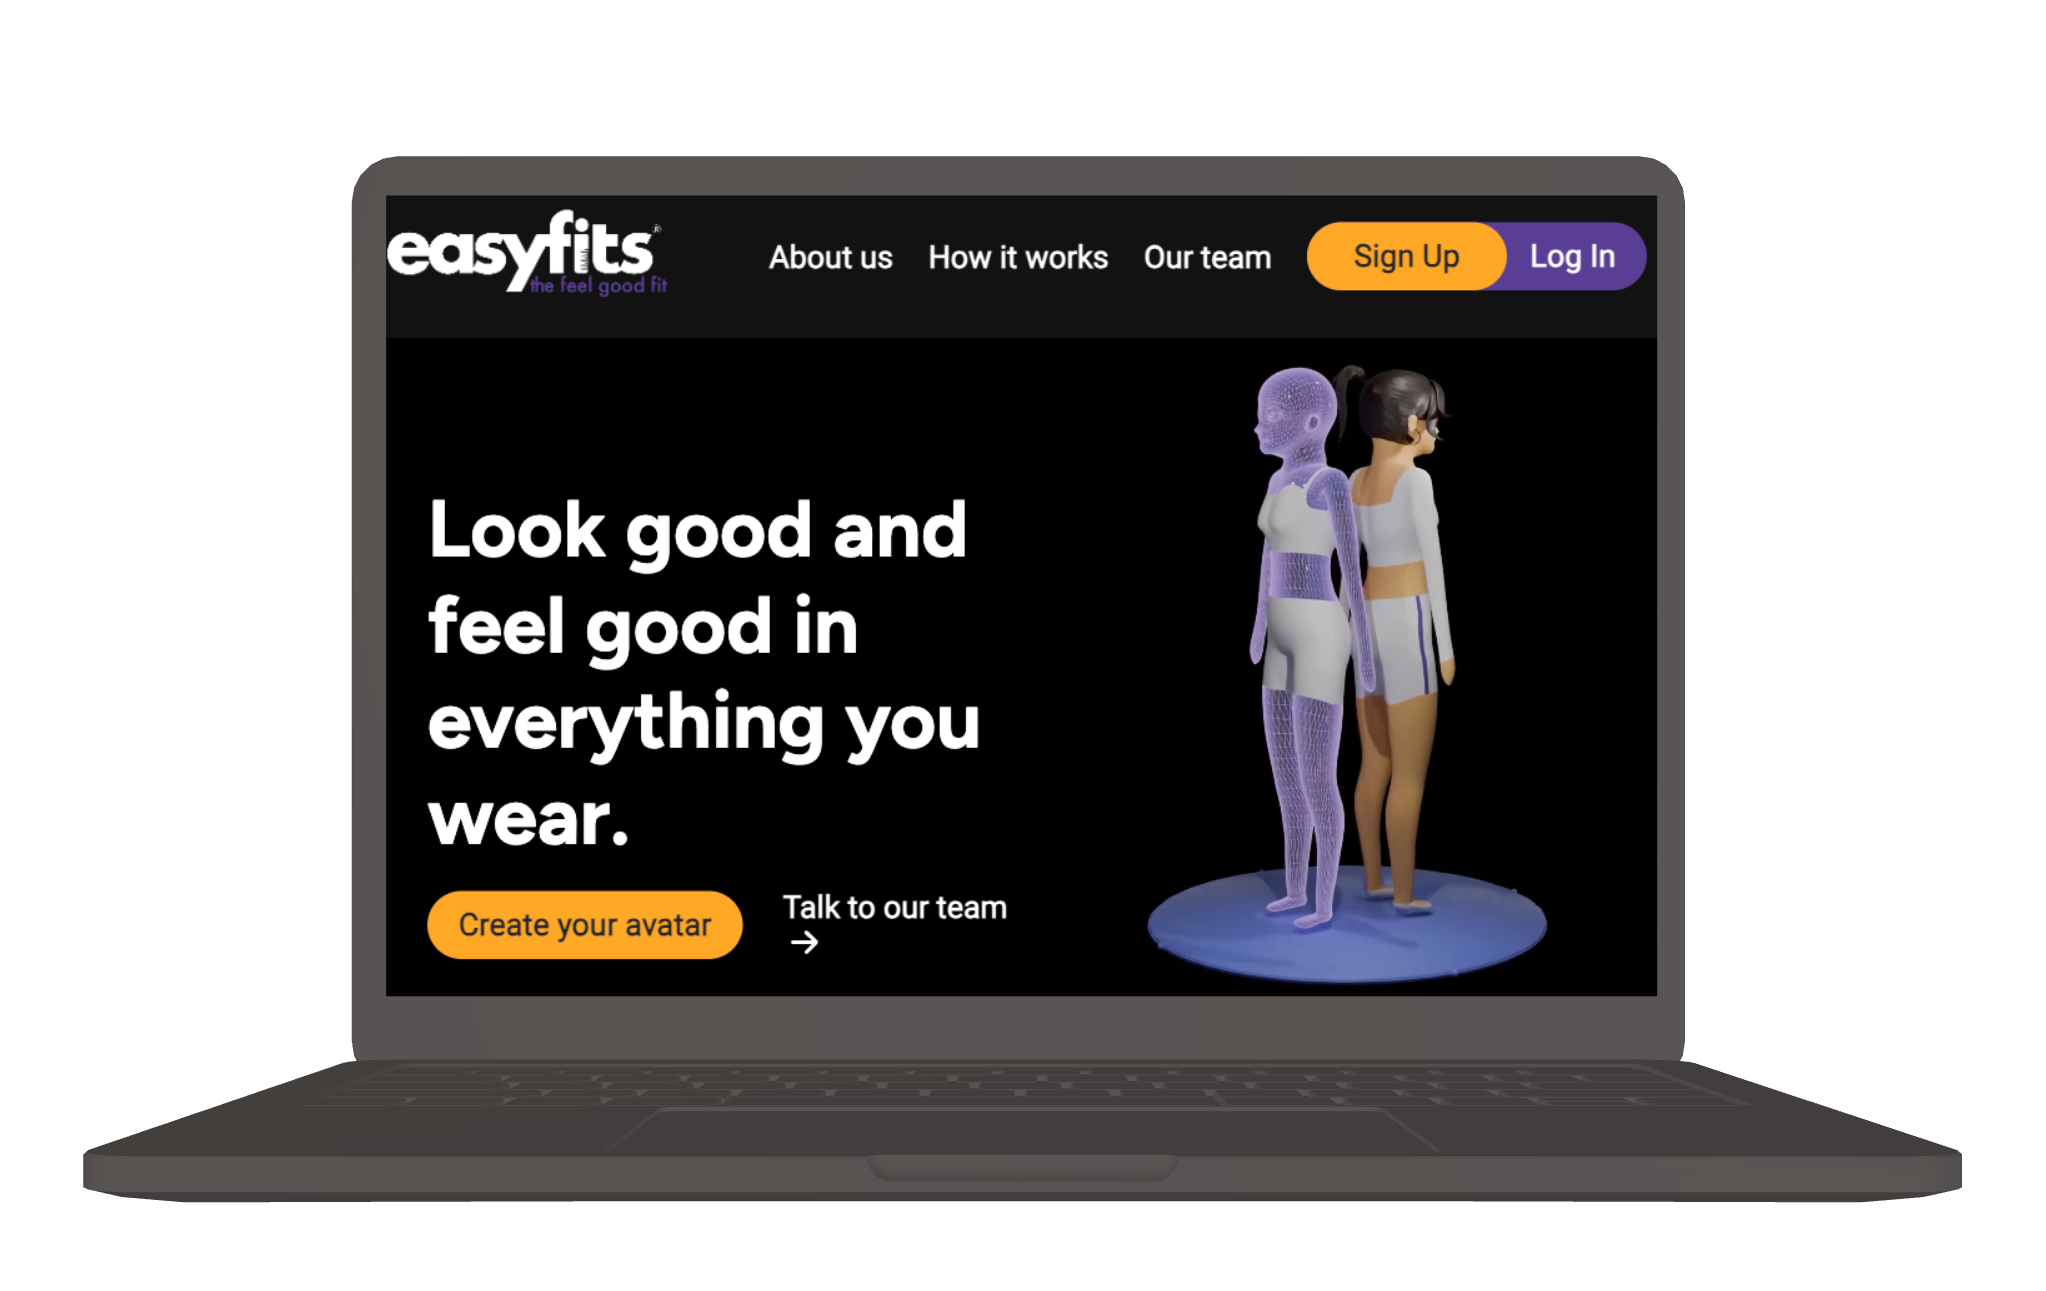 easyfits®
the feel good fit
About us How it works Our team Sign Up Log In
Look good and
feel good in
everything you
wear.
Create your avatar
Talk to our team
→